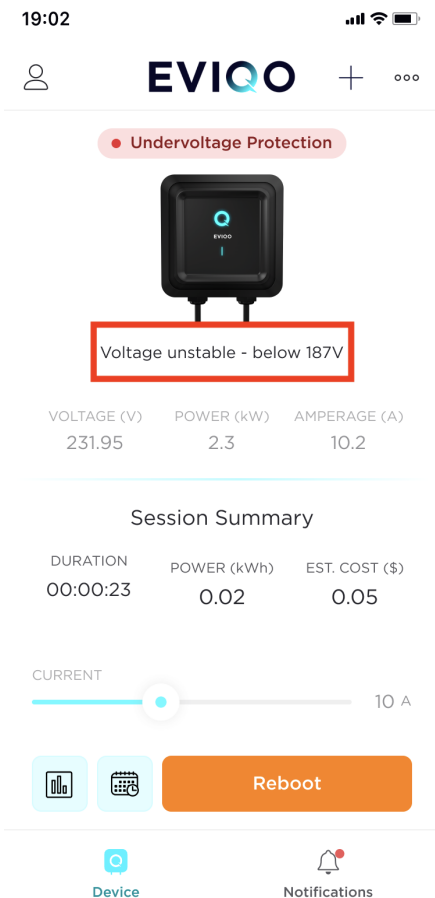 19:02
EVIQO
Undervoltage Protection
EVIQO
Voltage unstable - below 187V
VOLTAGE (V) POWER (kW) AMPERAGE (A)
231.95 2.3 10.2
Session Summary
DURATION POWER (kWh) EST. COST ($)
00:00:23 0.02 0.05
CURRENT
10 A
Reboot
Device Notifications